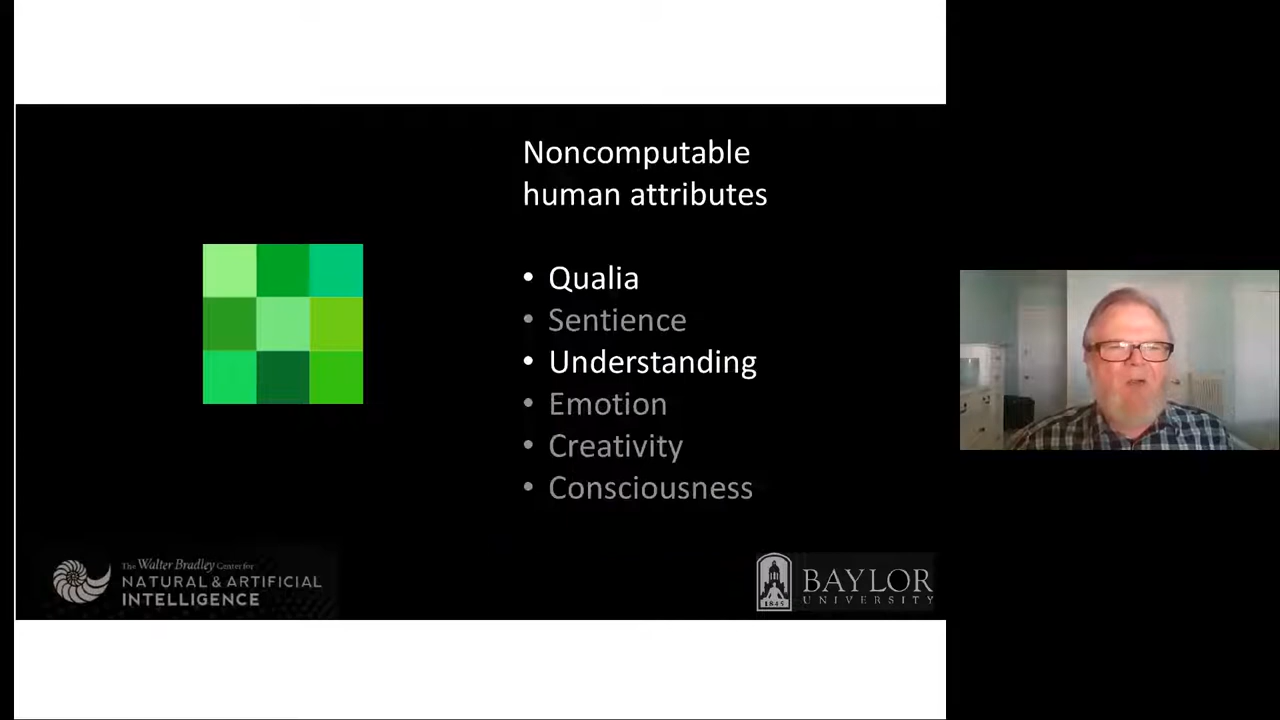 Noncomputable
human attributes
• Qualia
• Sentience
• Understanding
• Emotion
• Creativity
• Consciousness
The Walter Bradley Center for
NATURAL & ARTIFICIAL
INTELLIGENCE
1845
BAYLOR
UNIVERSITY